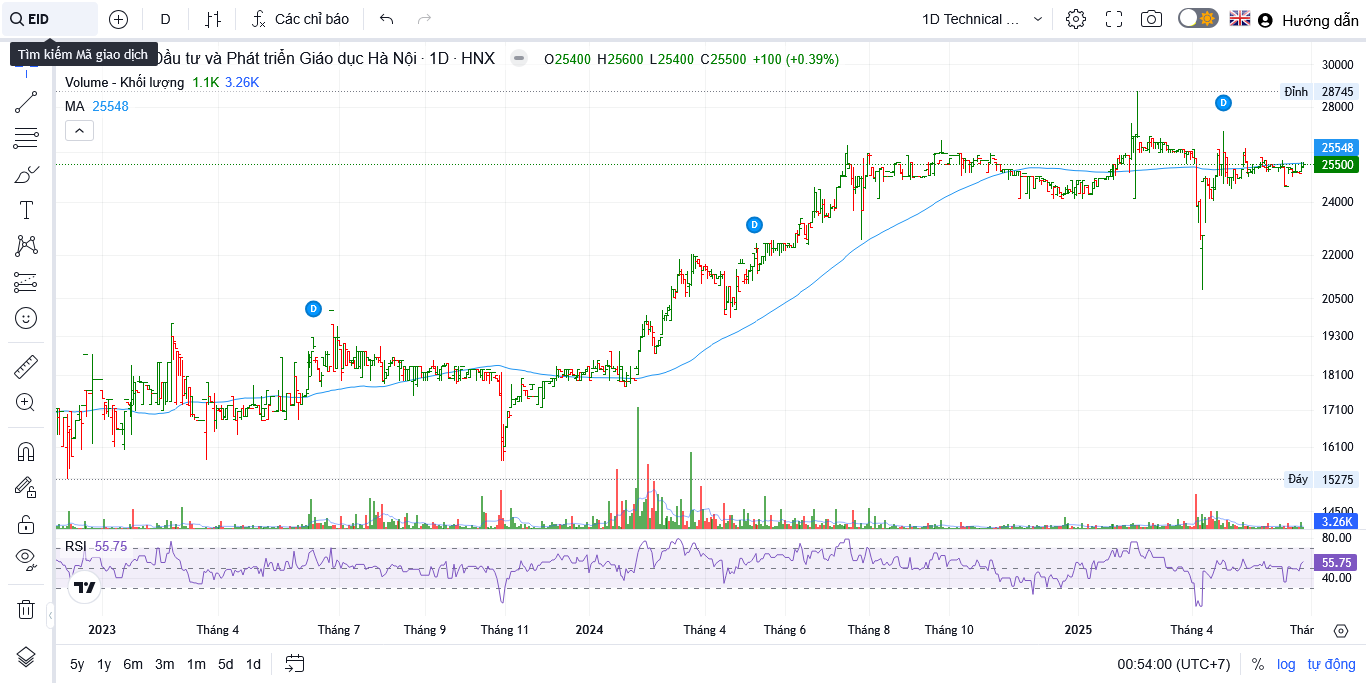 EID
D
Các chỉ báo
1D Technical ...
Hướng dẫn
Tìm kiếm Mã giao dịch
Đầu tư và Phát triển Giáo dục Hà Nội · 1D · HNX
O25400 H25600 L25400 C25500 +100 (+0.39%)
Volume - Khối lượng 1.1K 3.26K
MA 25548
D
D
D
30000
Đỉnh 28745
28000
25548
25500
24000
22000
20500
19300
18100
17100
16100
Đáy 15275
14500
3.26K
RSI 55.75
80.00
55.75
40.00
2023 Tháng 4 Tháng 7 Tháng 9 Tháng 11 2024 Tháng 4 Tháng 6 Tháng 8 Tháng 10 2025 Tháng 4 Thár
5y 1y 6m 3m 1m 5d 1d
00:54:00 (UTC+7) % log tự động